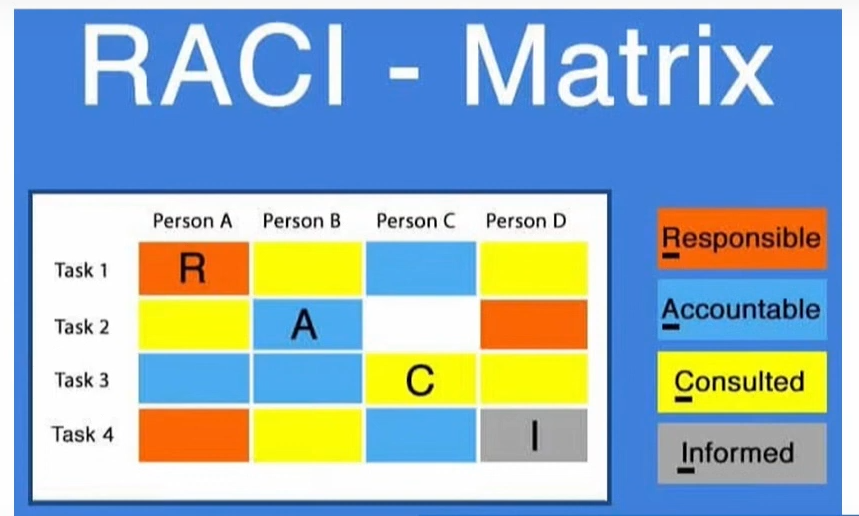 RACI - Matrix
Person A Person B Person C Person D
Task 1 R
Task 2 A
Task 3 C
Task 4 I
Responsible
Accountable
Consulted
Informed